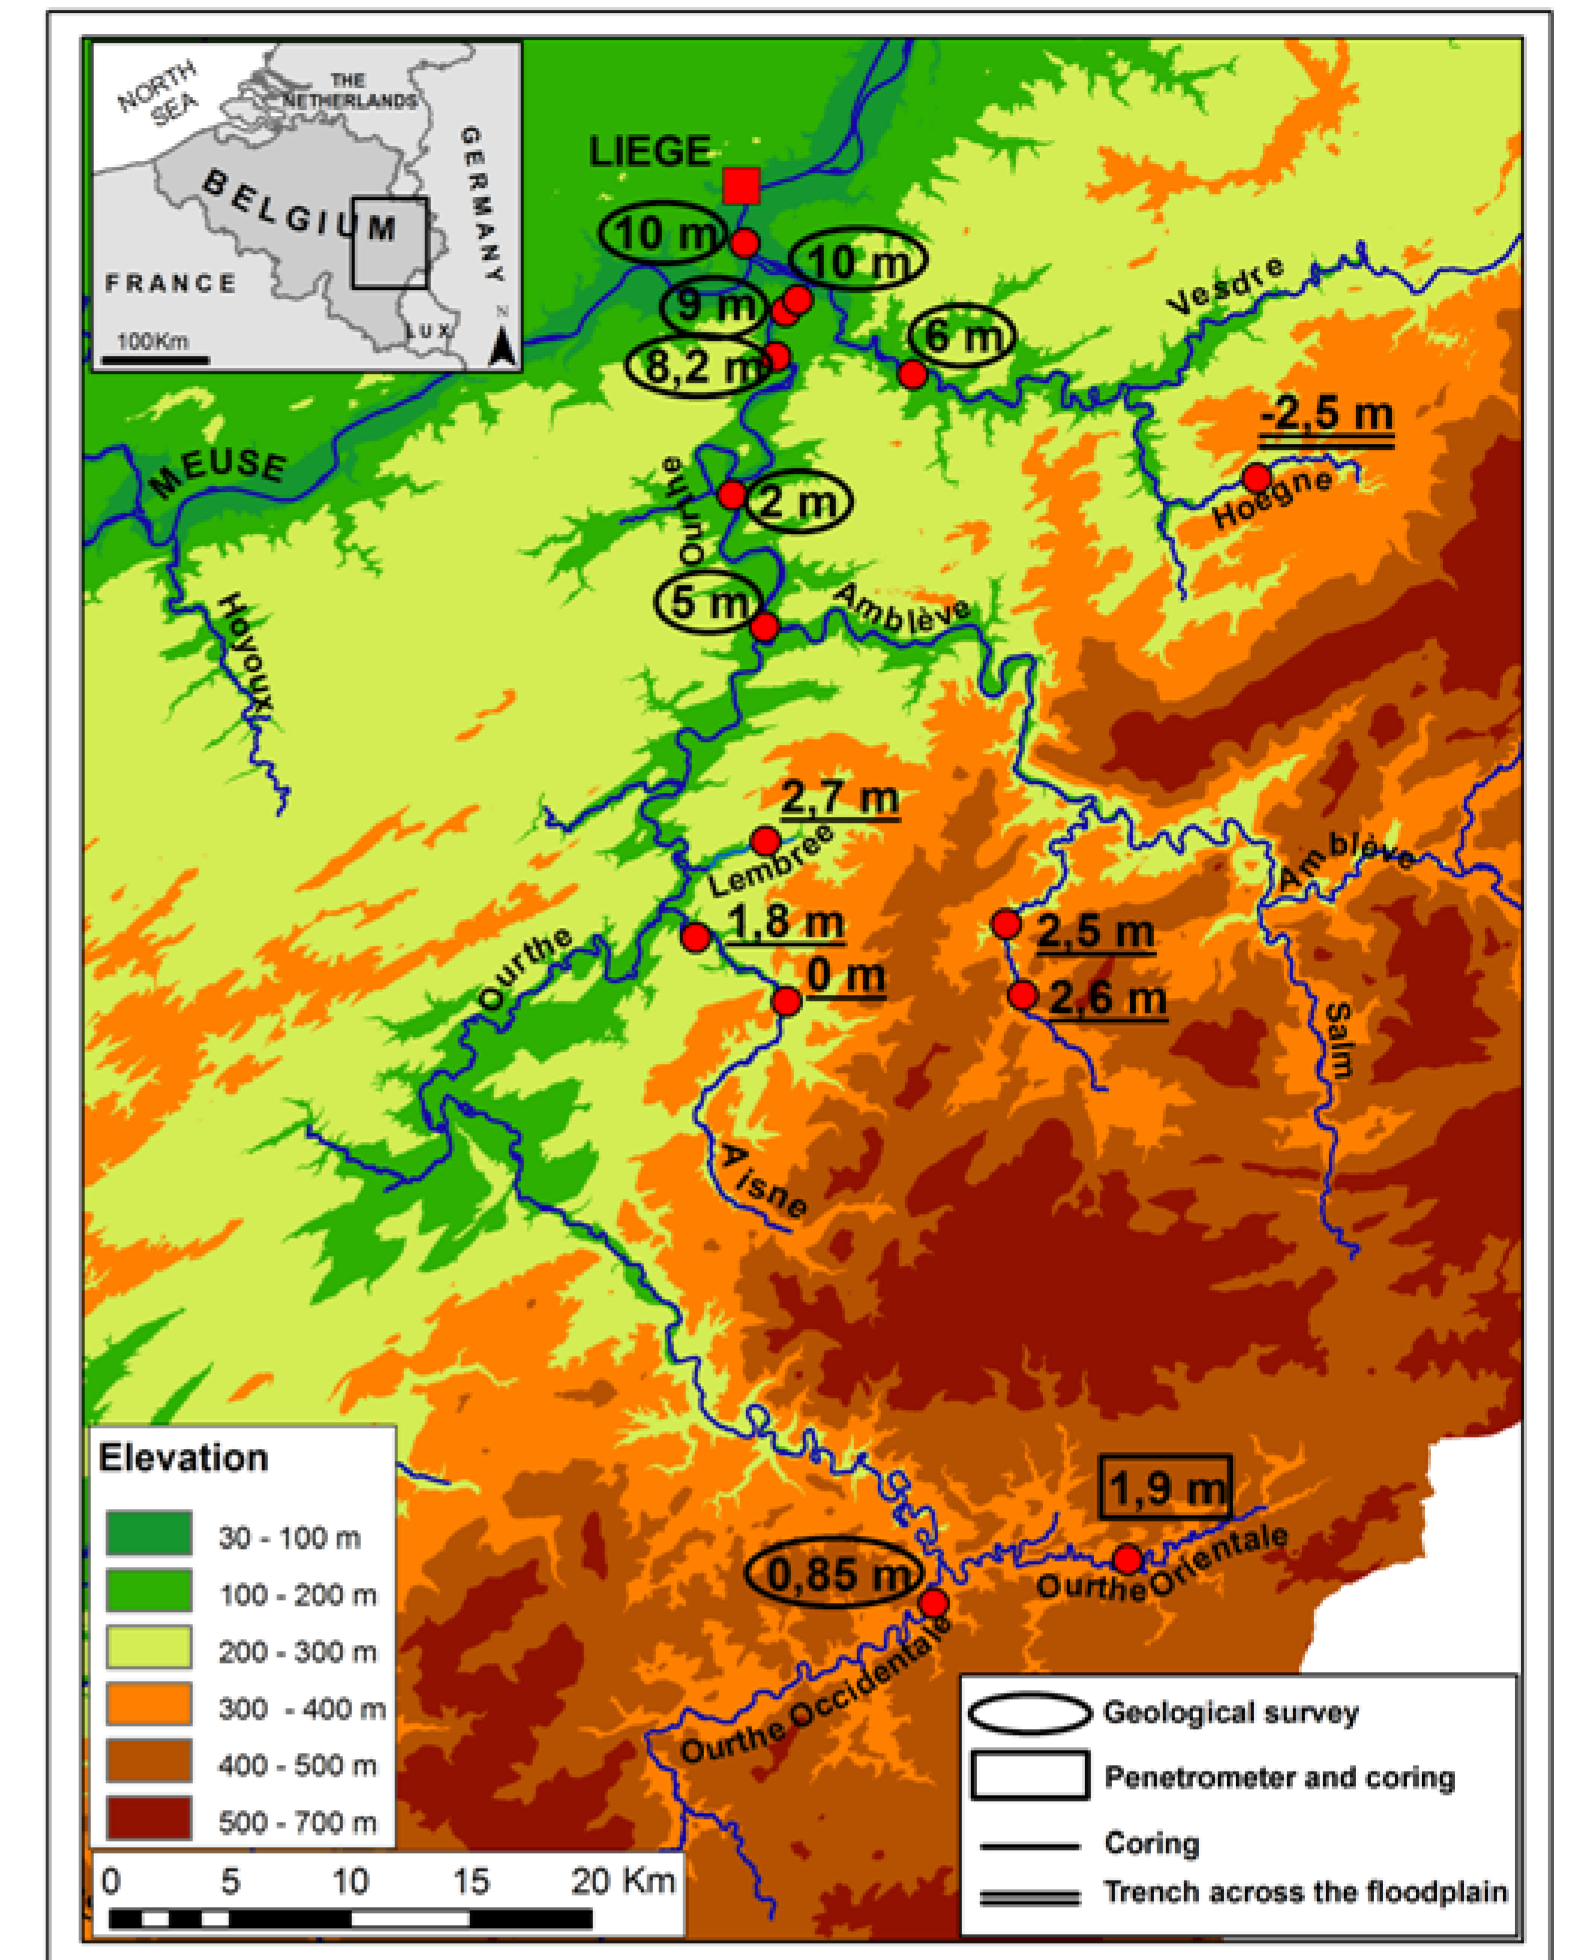 NORTH
SEA
THE
NETHERLANDS
GERMANY
BELGIUM
FRANCE
LUX
N
100Km
LIEGE
10 m
10 m
9 m
8,2 m
6 m
Vesdre
-2,5 m
Hoegne
MEUSE
Ourthe
2 m
5 m
Amblève
Hoyoux
2,7 m
Lembree
Amblève
1,8 m
2,5 m
Ourthe
0 m
2,6 m
Salm
Aisne
Elevation
30 - 100 m
100 - 200 m
200 - 300 m
300 - 400 m
400 - 500 m
500 - 700 m
1,9 m
0,85 m
Ourthe Orientale
Ourthe Occidentale
Geological survey
Penetrometer and coring
Coring
Trench across the floodplain
0 5 10 15 20 Km